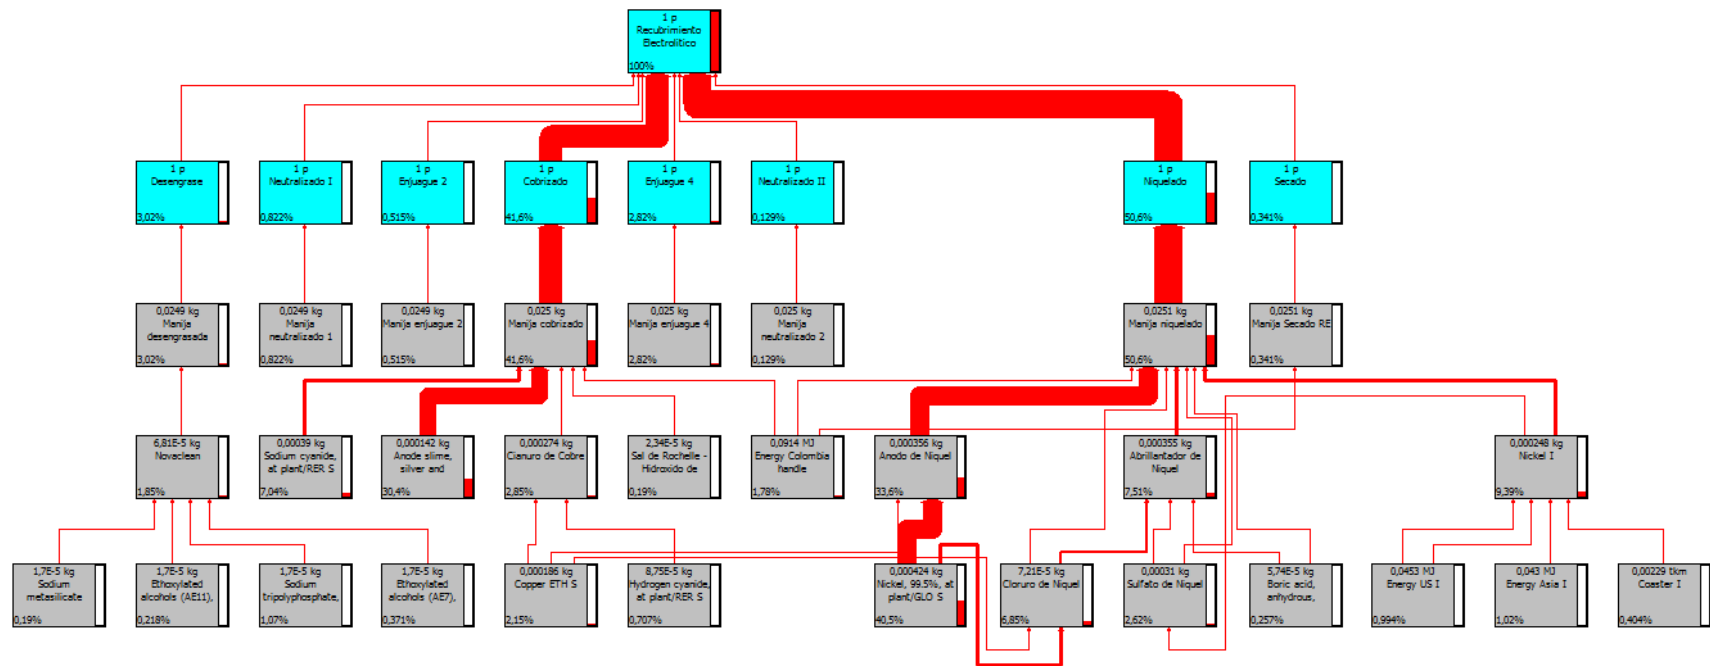 1 p
Recubrimiento
Electrolítico
100%
1 p
Desengrase
3,02%
1 p
Neutralizado I
0,822%
1 p
Enjuague 2
0,515%
1 p
Cobrizado
41,6%
1 p
Enjuague 4
2,82%
1 p
Neutralizado II
0,129%
1 p
Niquelado
50,6%
1 p
Secado
0,341%
0,0249 kg
Manija
desengrasada
3,02%
0,0249 kg
Manija
neutralizado 1
0,822%
0,0249 kg
Manija enjuague 2
0,515%
0,025 kg
Manija cobrizado
41,6%
0,025 kg
Manija enjuague 4
2,82%
0,025 kg
Manija
neutralizado 2
0,129%
0,0251 kg
Manija niquelado
50,6%
0,0251 kg
Manija Secado RE
0,341%
6,81E-5 kg
Novaclean
1,85%
0,00039 kg
Sodium cyanide,
at plant/RER S
7,04%
0,000142 kg
Anode slime,
silver and
30,4%
0,000274 kg
Cianuro de Cobre
2,85%
2,34E-5 kg
Sal de Rochelle -
Hidroxido de
0,19%
0,0914 MJ
Energy Colombia
handle
1,78%
0,000356 kg
Anodo de Niquel
33,6%
0,000355 kg
Abrillantador de
Niquel
7,51%
0,000248 kg
Nickel I
9,39%
1,7E-5 kg
Sodium
metasilicate
0,19%
1,7E-5 kg
Ethoxylated
alcohols (AE11),
0,218%
1,7E-5 kg
Sodium
tripolyphosphate,
1,07%
1,7E-5 kg
Ethoxylated
alcohols (AE7),
0,371%
0,000186 kg
Copper ETH S
2,15%
8,75E-5 kg
Hydrogen cyanide,
at plant/RER S
0,707%
0,000424 kg
Nickel, 99.5%, at
plant/GLO S
40,5%
7,21E-5 kg
Cloruro de Niquel
6,85%
0,00031 kg
Sulfato de Niquel
2,62%
5,74E-5 kg
Boric acid,
anhydrous,
0,257%
0,0453 MJ
Energy US I
0,994%
0,043 MJ
Energy Asia I
1,02%
0,00229 tkm
Coaster I
0,404%